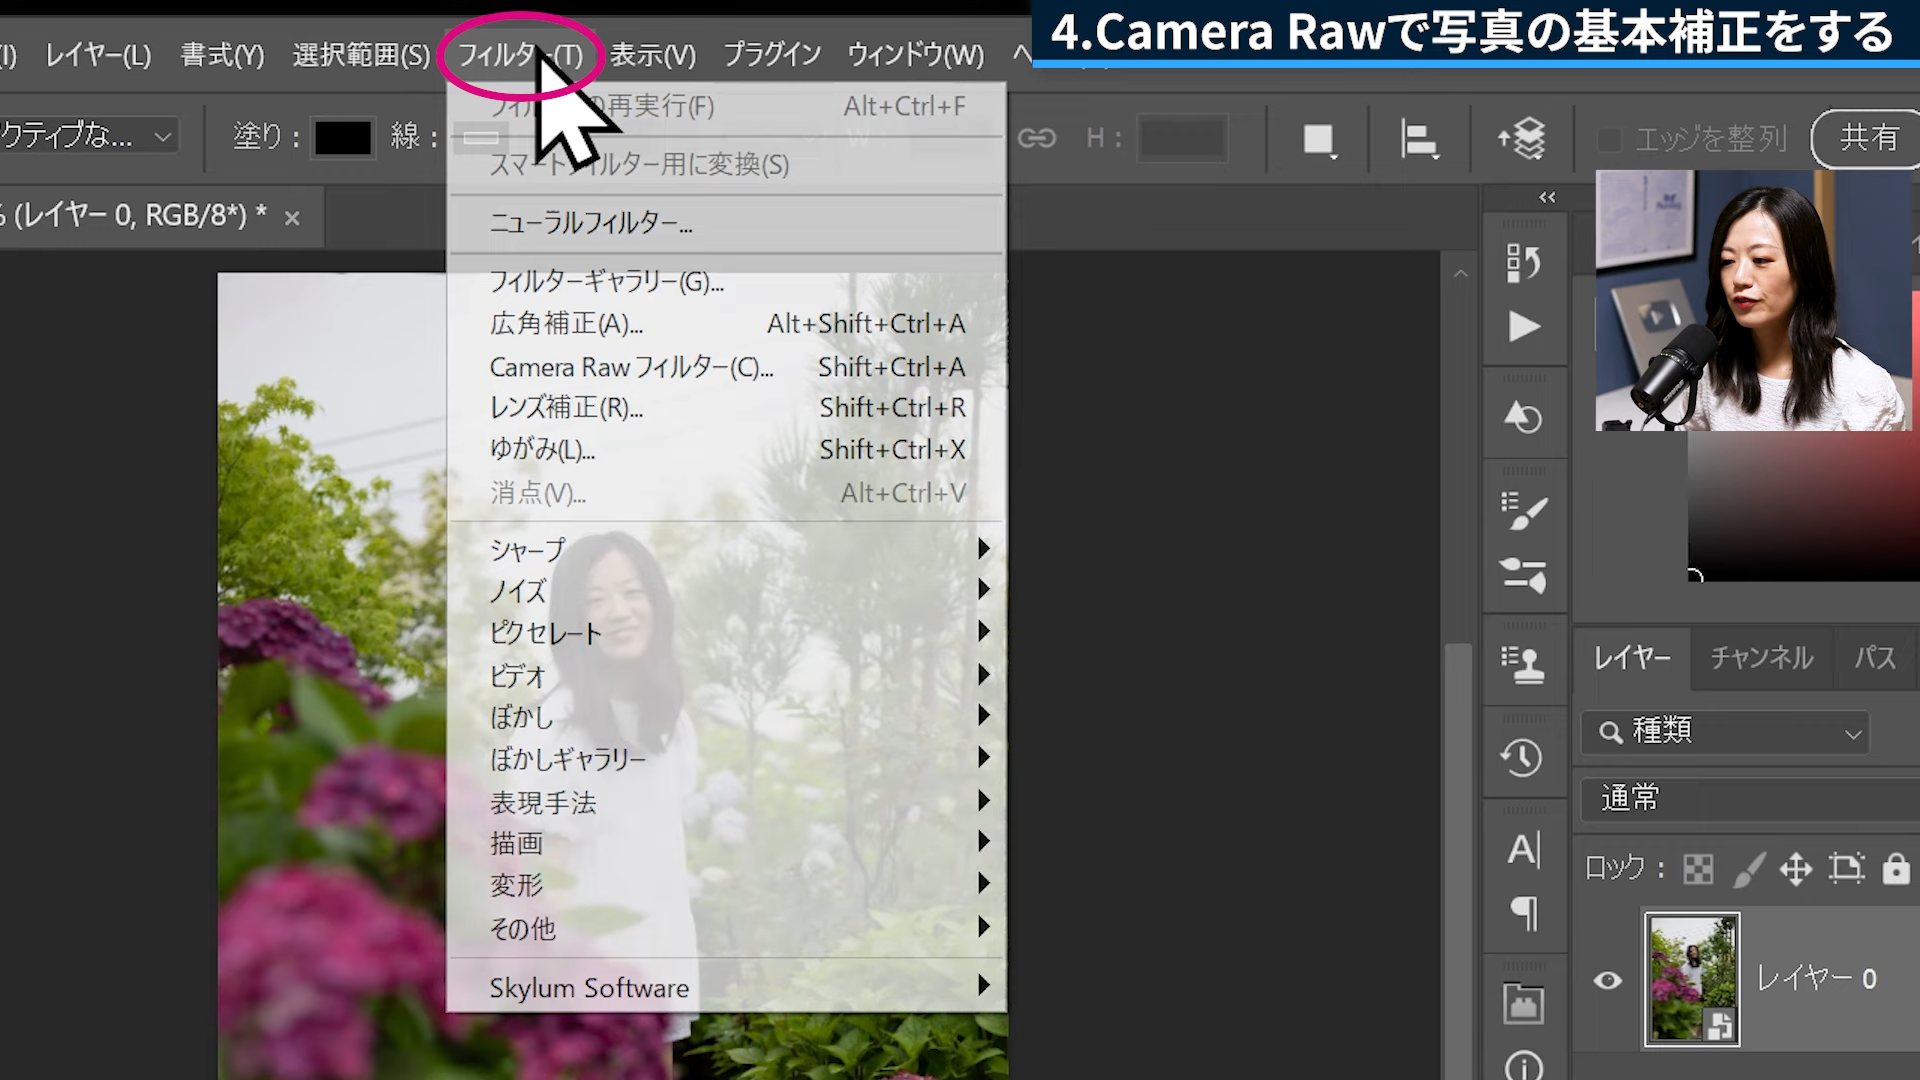 4.Camera Rawで写真の基本補正をする
レイヤー(L) 書式(Y) 選択範囲(S) フィルター(T) 表示(V) プラグイン ウィンドウ(W)
クティブな... 塗り： 線： W： H： エッジを整列 共有
(レイヤー 0, RGB/8*) * ×
の再実行(F) Alt+Ctrl+F
スマートフィルター用に変換(S)
ニューラルフィルター...
フィルターギャラリー(G)...
広角補正(A)... Alt+Shift+Ctrl+A
Camera Raw フィルター(C)... Shift+Ctrl+A
レンズ補正(R)... Shift+Ctrl+R
ゆがみ(L)... Shift+Ctrl+X
消点(V)... Alt+Ctrl+V
シャープ
ノイズ
ピクセレート
ビデオ
ぼかし
ぼかしギャラリー
表現手法
描画
変形
その他
Skylum Software
レイヤー チャンネル パス
種類
通常
ロック：
レイヤー 0